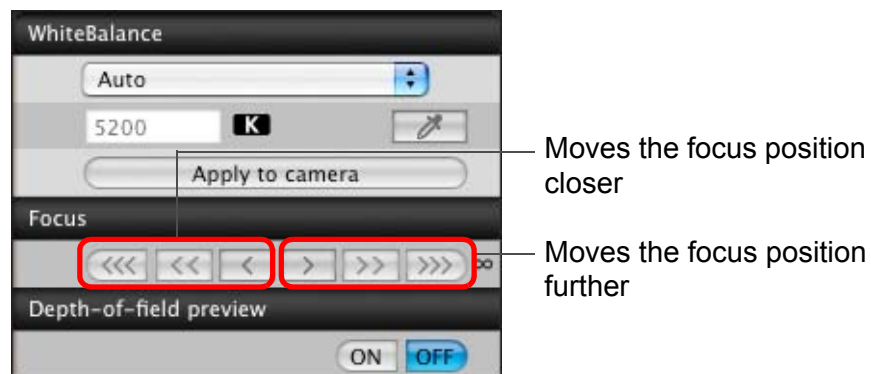 WhiteBalance
Auto
5200 K
Apply to camera
Moves the focus position
closer
Focus
<<< << < > >> >>> ∞
Moves the focus position
further
Depth-of-field preview
ON OFF